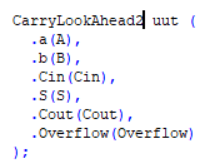 CarryLookAhead2 uut (
.a(A),
.b(B),
.Cin(Cin),
.S(S),
.Cout(Cout),
.Overflow(Overflow)
);